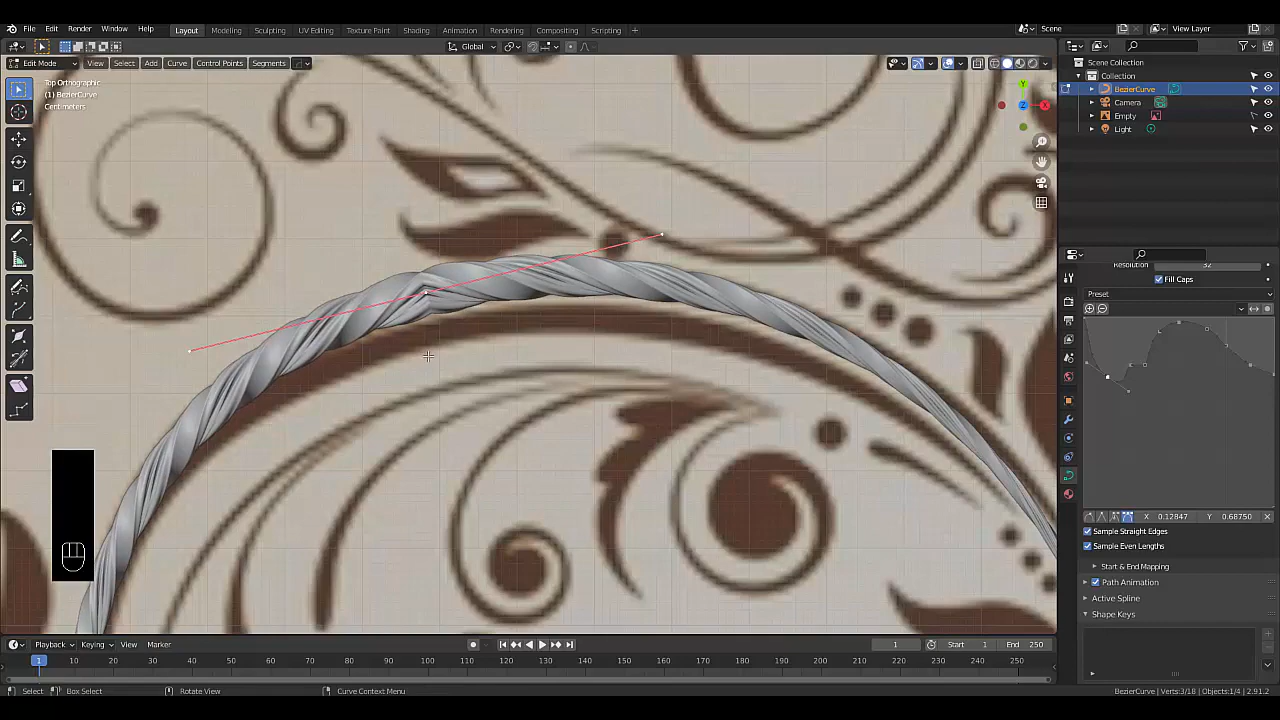 File Edit Render Window Help Layout Modeling Sculpting UV Editing Texture Paint Shading Animation Rendering Compositing Scripting + Scene View Layer
Global
Edit Mode View Select Add Curve Control Points Segments
Top Orthographic
(1) BezierCurve
Centimeters
Y
Z
X
Scene Collection
Collection
BezierCurve
Camera
Empty
Light
Resolution 32
Fill Caps
Preset
X 0.12847 Y 0.68750
Sample Straight Edges
Sample Even Lengths
Start & End Mapping
Path Animation
Active Spline
Shape Keys
Playback Keying View Marker 1 Start 1 End 250
1 10 20 30 40 50 60 70 80 90 100 110 120 130 140 150 160 170 180 190 200 210 220 230 240 250
Select Box Select Rotate View Curve Context Menu BezierCurve | Verts:3/18 | Objects:1/4 | 2.91.2